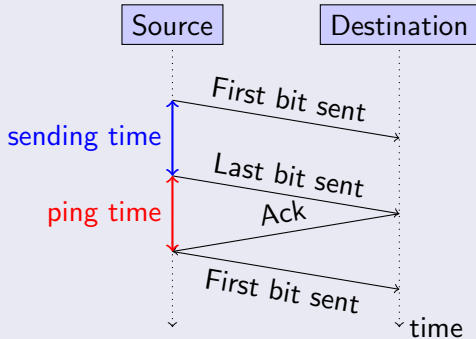 Source
Destination
First bit sent
sending time
Last bit sent
Ack
ping time
First bit sent
time